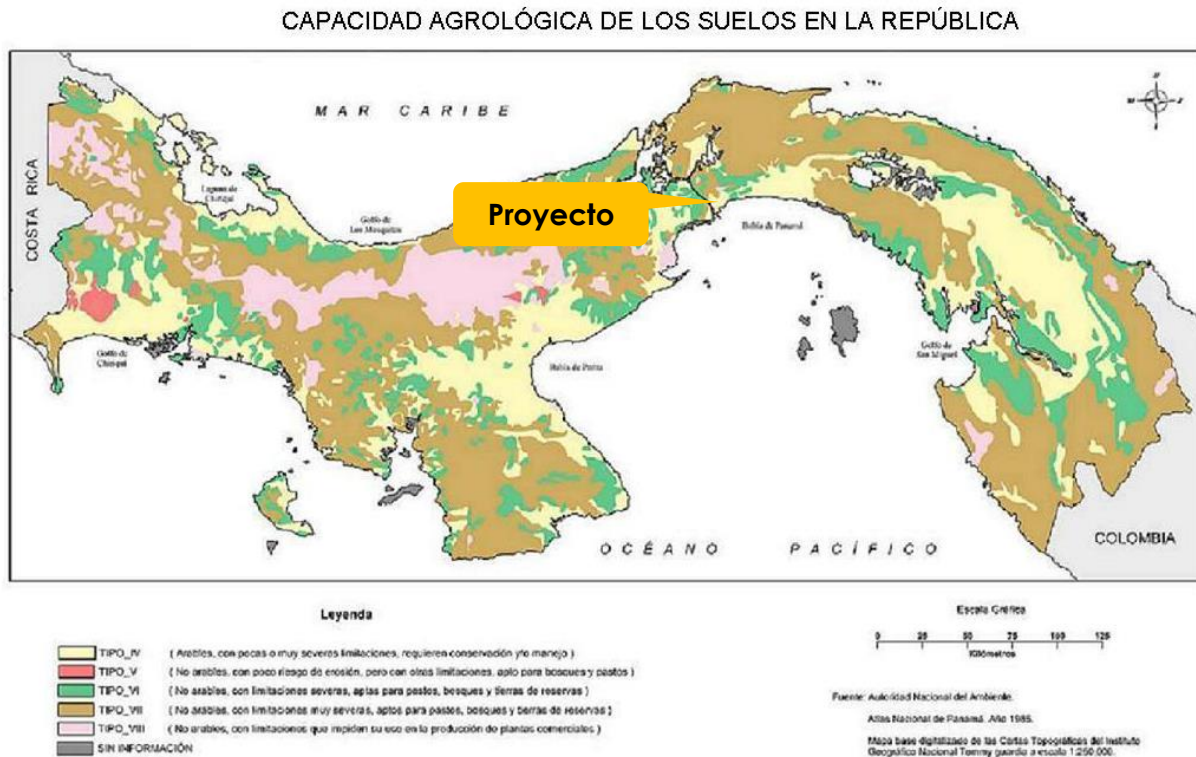 CAPACIDAD AGROLÓGICA DE LOS SUELOS EN LA REPÚBLICA
MAR CARIBE
COSTA RICA
Laguna de
Chiriquí
Golfo de
Los Mosquitos
Proyecto
Bahía de Panamá
Golfo de
Chiriquí
Bahía de Parita
Golfo de
San Miguel
OCÉANO PACÍFICO
COLOMBIA
Leyenda
TIPO_IV ( Arables, con pocas o muy severas limitaciones, requieren conservación y/o manejo )
TIPO_V ( No arables, con poco riesgo de erosión, pero con otras limitaciones, apto para bosques y pastos )
TIPO_VI ( No arables, con limitaciones severas, aptas para pastos, bosques y tierras de reservas )
TIPO_VII ( No arables, con limitaciones muy severas, aptos para pastos, bosques y tierras de reservas )
TIPO_VIII ( No arables, con limitaciones que impiden su uso en la producción de plantas comerciales )
SIN INFORMACIÓN
Escala Gráfica
0 25 50 75 100 125
Kilómetros
Fuente: Autoridad Nacional del Ambiente.
Atlas Nacional de Panamá. Año 1985.
Mapa base digitalizado de las Cartas Topográficas del Instituto
Geográfico Nacional Tommy guardia a escala 1:250.000.